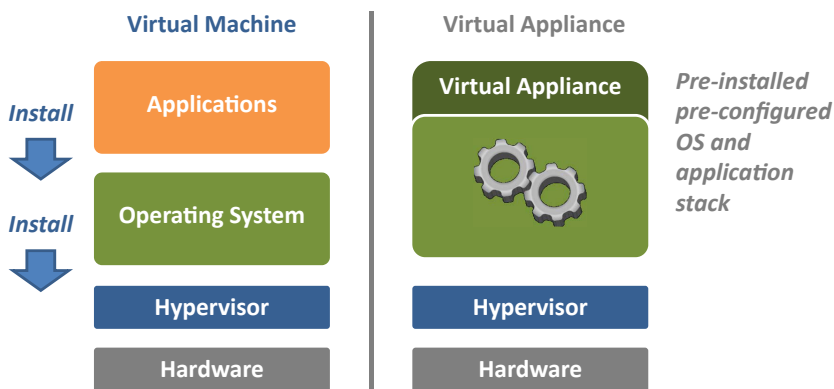 Virtual Machine
Applications
Install
Install
Operating System
Hypervisor
Hardware
Virtual Appliance
Virtual Appliance
Pre-installed
pre-configured
OS and
application
stack
Hypervisor
Hardware